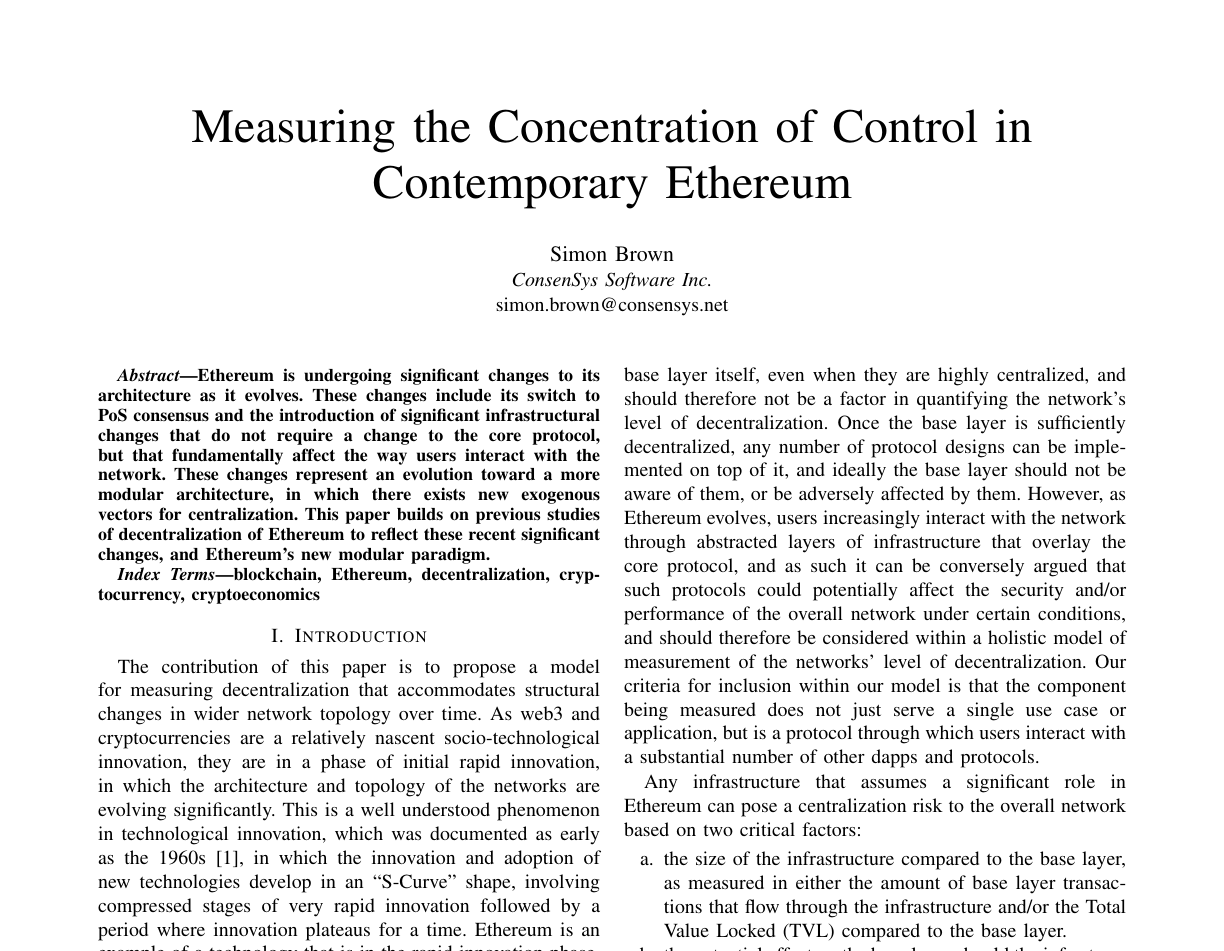 Measuring the Concentration of Control in
Contemporary Ethereum
Simon Brown
ConsenSys Software Inc.
simon.brown@consensys.net
Abstract—Ethereum is undergoing significant changes to its
architecture as it evolves. These changes include its switch to
PoS consensus and the introduction of significant infrastructural
changes that do not require a change to the core protocol,
but that fundamentally affect the way users interact with the
network. These changes represent an evolution toward a more
modular architecture, in which there exists new exogenous
vectors for centralization. This paper builds on previous studies
of decentralization of Ethereum to reflect these recent significant
changes, and Ethereum's new modular paradigm.
Index Terms—blockchain, Ethereum, decentralization, cryp-
tocurrency, cryptoeconomics
I. INTRODUCTION
The contribution of this paper is to propose a model
for measuring decentralization that accommodates structural
changes in wider network topology over time. As web3 and
cryptocurrencies are a relatively nascent socio-technological
innovation, they are in a phase of initial rapid innovation,
in which the architecture and topology of the networks are
evolving significantly. This is a well understood phenomenon
in technological innovation, which was documented as early
as the 1960s [1], in which the innovation and adoption of
new technologies develop in an “S-Curve” shape, involving
compressed stages of very rapid innovation followed by a
period where innovation plateaus for a time. Ethereum is an
example of a technology that is in the rapid innovation phase,
base layer itself, even when they are highly centralized, and
should therefore not be a factor in quantifying the network's
level of decentralization. Once the base layer is sufficiently
decentralized, any number of protocol designs can be imple-
mented on top of it, and ideally the base layer should not be
aware of them, or be adversely affected by them. However, as
Ethereum evolves, users increasingly interact with the network
through abstracted layers of infrastructure that overlay the
core protocol, and as such it can be conversely argued that
such protocols could potentially affect the security and/or
performance of the overall network under certain conditions,
and should therefore be considered within a holistic model of
measurement of the networks' level of decentralization. Our
criteria for inclusion within our model is that the component
being measured does not just serve a single use case or
application, but is a protocol through which users interact with
a substantial number of other dapps and protocols.
Any infrastructure that assumes a significant role in
Ethereum can pose a centralization risk to the overall network
based on two critical factors:
a. the size of the infrastructure compared to the base layer,
as measured in either the amount of base layer transac-
tions that flow through the infrastructure and/or the Total
Value Locked (TVL) compared to the base layer.